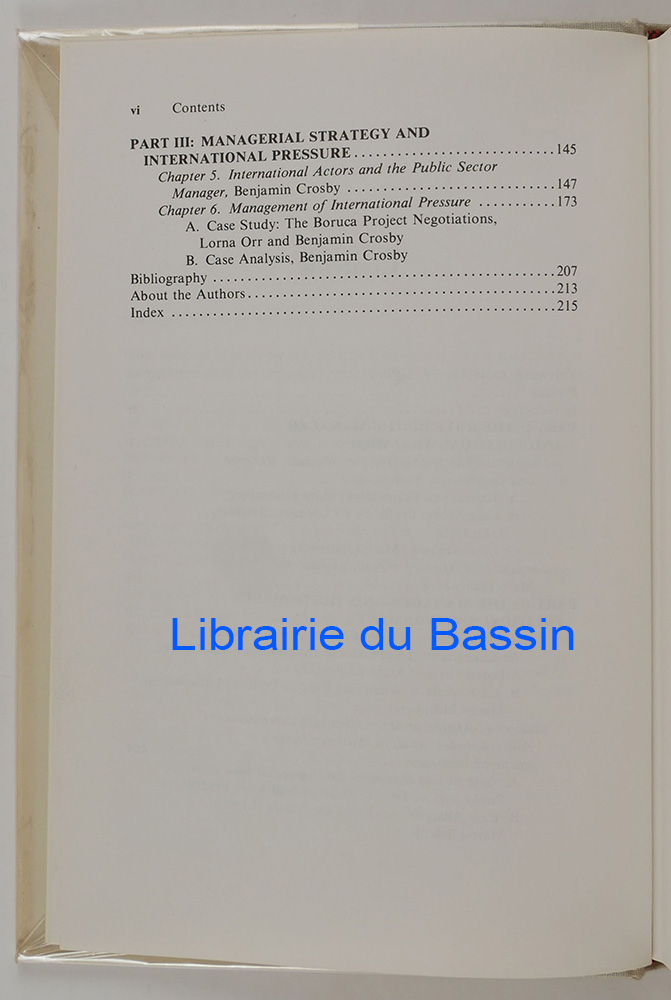 vi Contents
PART III: MANAGERIAL STRATEGY AND
INTERNATIONAL PRESSURE............................145
Chapter 5. International Actors and the Public Sector
Manager, Benjamin Crosby ...............................147
Chapter 6. Management of International Pressure ...........173
A. Case Study: The Boruca Project Negotiations,
Lorna Orr and Benjamin Crosby
B. Case Analysis, Benjamin Crosby
Bibliography ..................................................207
About the Authors.............................................213
Index ........................................................215
Librairie du Bassin